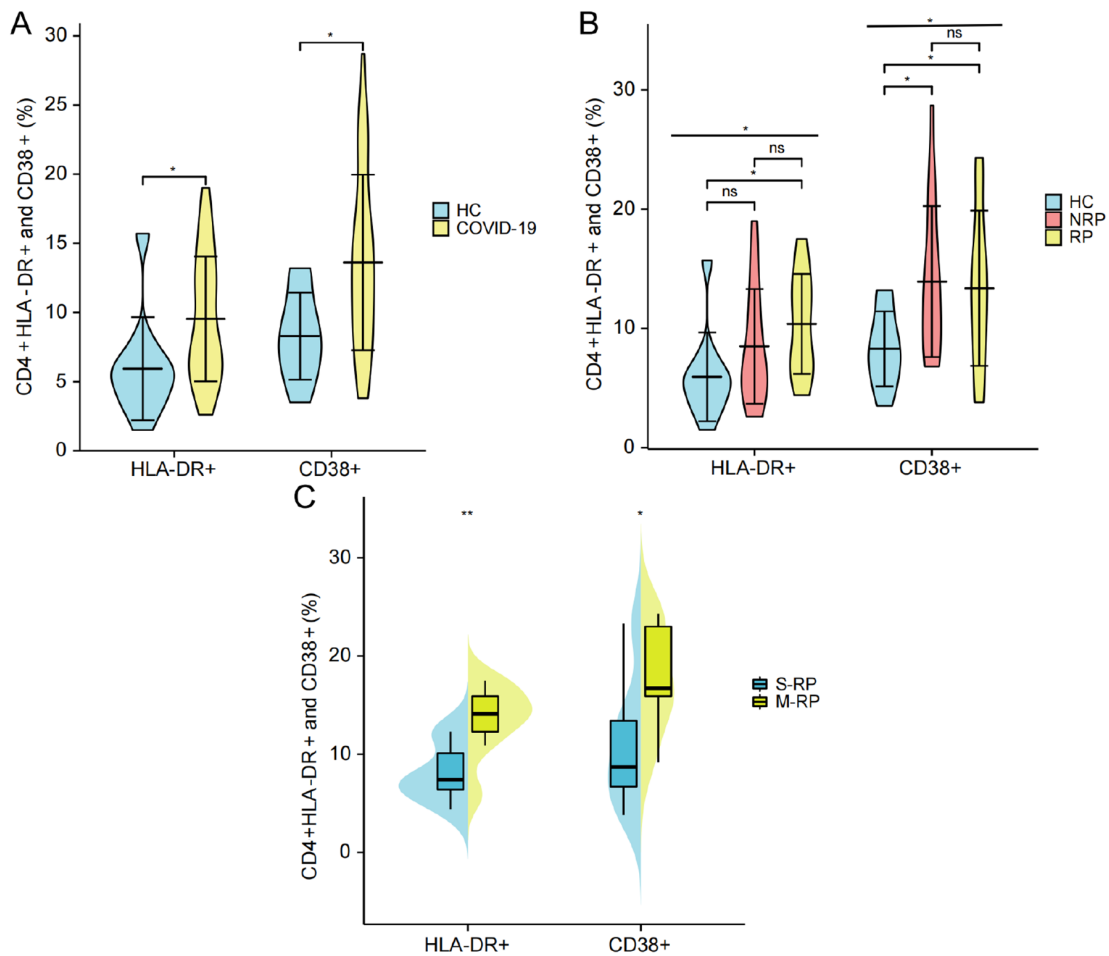 A
CD4 + HLA - DR + and CD38 + (%)
30
25
20
15
10
5
0
*
*
HLA-DR+
CD38+
HC
COVID-19
B
CD4 + HLA - DR + and CD38 + (%)
30
20
10
0
*
ns
*
ns
*
ns
*
*
HLA-DR+
CD38+
HC
NRP
RP
C
CD4 +HLA -DR + and CD38 + (%)
30
20
10
0
**
*
HLA-DR+
CD38+
S-RP
M-RP